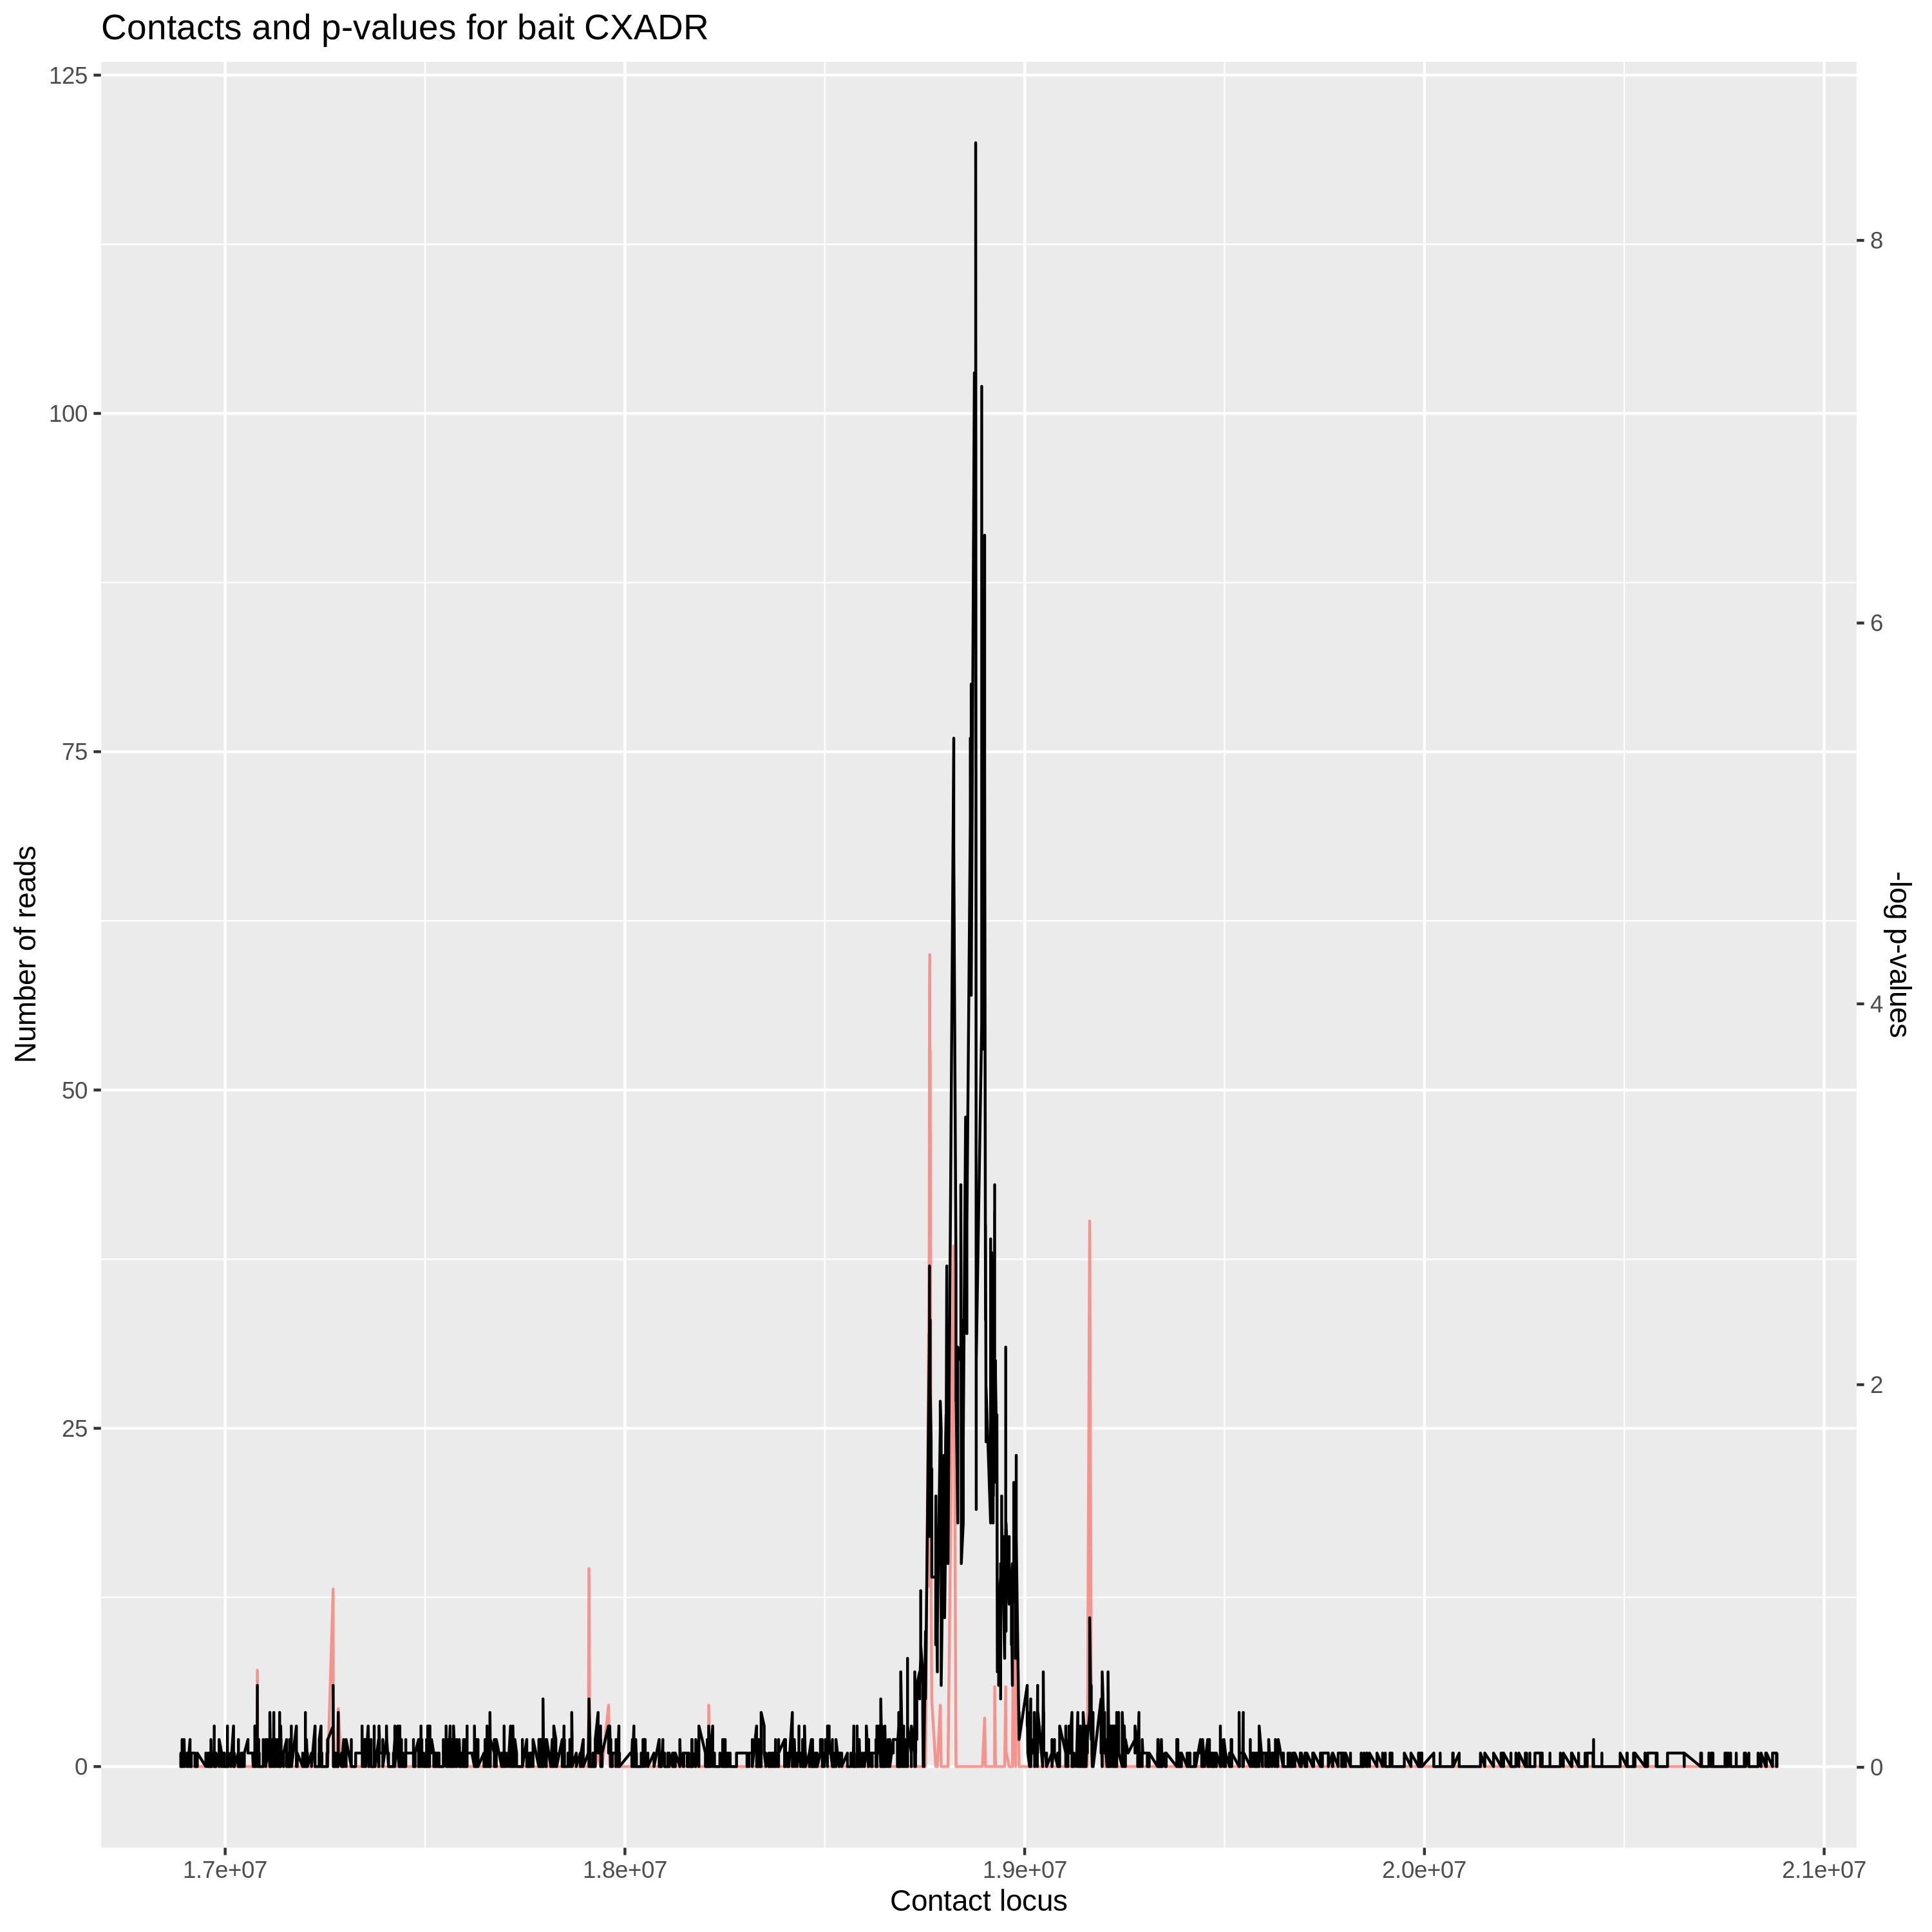 Contacts and p-values for bait CXADR
125
100
75
50
25
0
Number of reads
8
6
4
2
0
-log p-values
1.7e+07 1.8e+07 1.9e+07 2.0e+07 2.1e+07
Contact locus